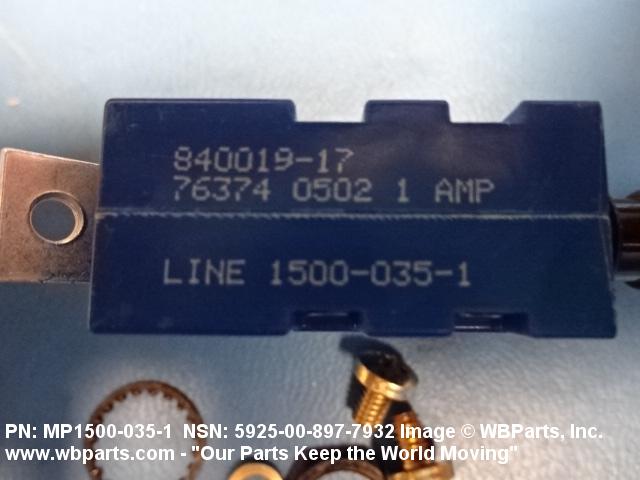 840019-17
76374 0502 1 AMP
LINE 1500-035-1
PN: MP1500-035-1 NSN: 5925-00-897-7932 Image © WBParts, Inc.
www.wbparts.com - "Our Parts Keep the World Moving"